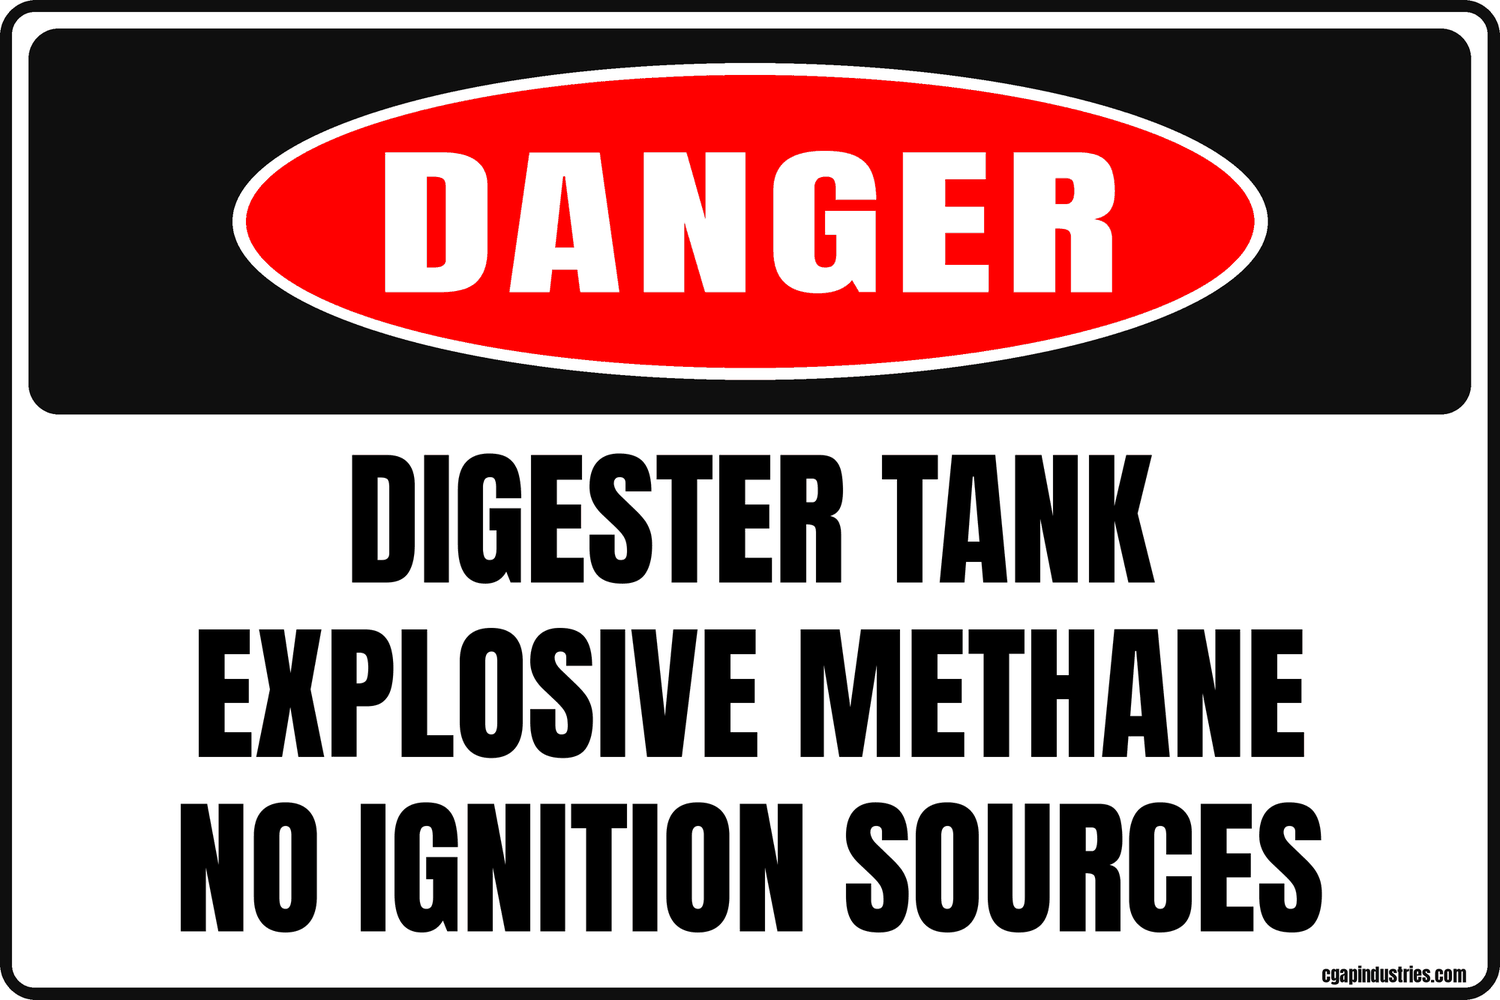 DANGER
DIGESTER TANK
EXPLOSIVE METHANE
NO IGNITION SOURCES
cgapindustries.com